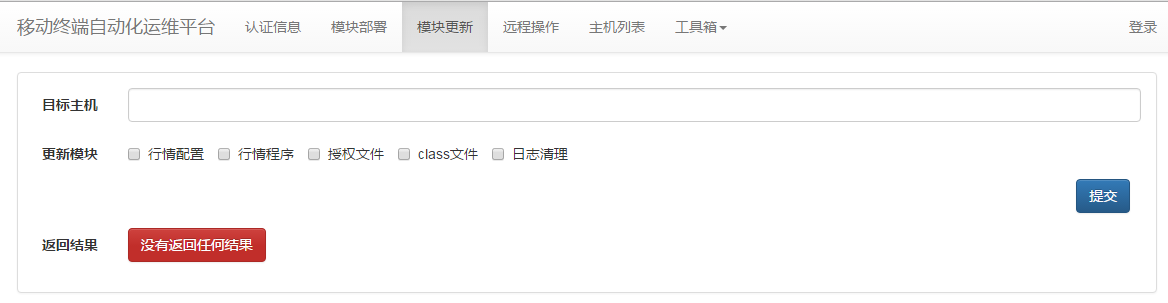 移动终端自动化运维平台 认证信息 模块部署 模块更新 远程操作 主机列表 工具箱 登录
目标主机
更新模块 行情配置 行情程序 授权文件 class文件 日志清理
提交
返回结果 没有返回任何结果